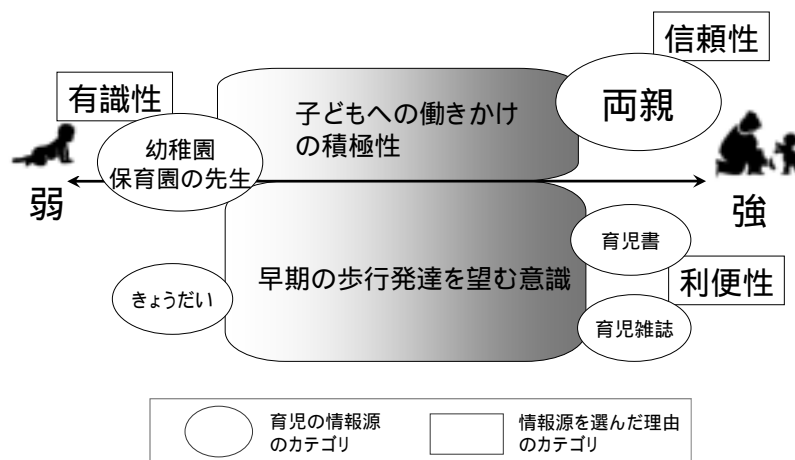 信頼性
有識性
両親
子どもへの働きかけ
の積極性
幼稚園
保育園の先生
弱
強
育児書
早期の歩行発達を望む意識
利便性
きょうだい
育児雑誌
育児の情報源
のカテゴリ
情報源を選んだ理由
のカテゴリ